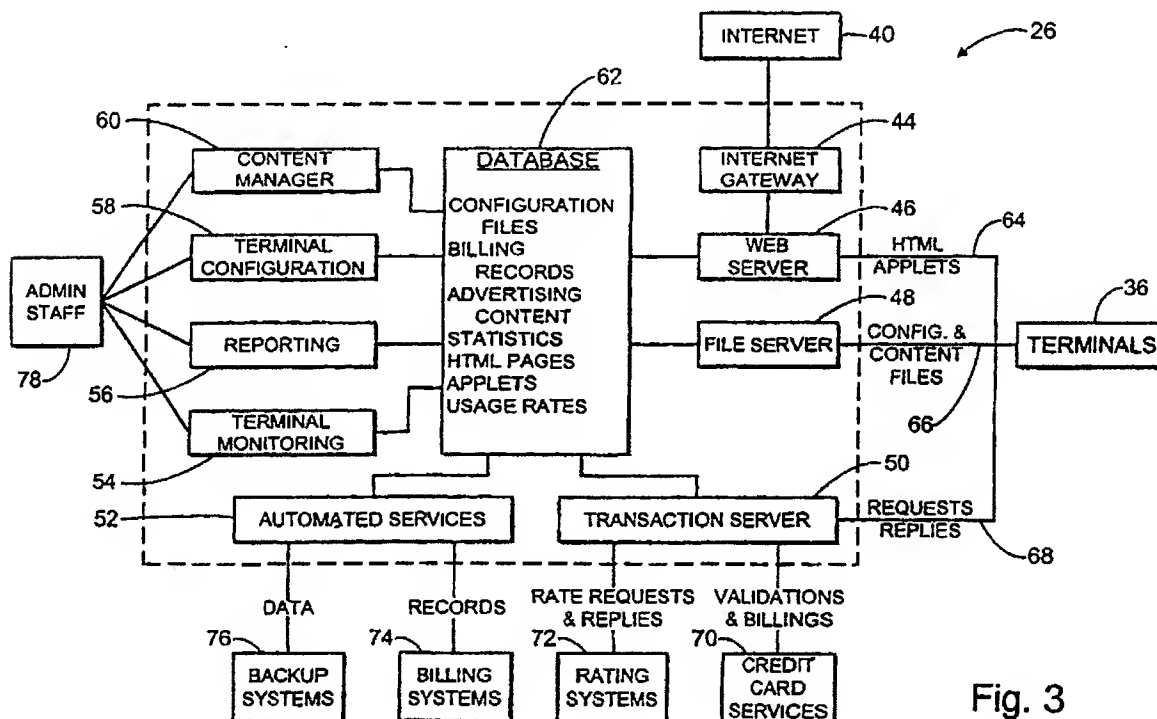 INTERNET
40
26
62
60
44
CONTENT
MANAGER
DATABASE
INTERNET
GATEWAY
58
CONFIGURATION
FILES
46
64
TERMINAL
CONFIGURATION
BILLING
RECORDS
WEB
SERVER
HTML
APPLETS
ADMIN
STAFF
ADVERTISING
CONTENT
48
36
REPORTING
STATISTICS
FILE SERVER
CONFIG. &
CONTENT
FILES
TERMINALS
78
56
HTML PAGES
APPLETS
USAGE RATES
66
TERMINAL
MONITORING
54
50
52
AUTOMATED SERVICES
TRANSACTION SERVER
REQUESTS
REPLIES
68
DATA
RECORDS
RATE REQUESTS
& REPLIES
VALIDATIONS
& BILLINGS
76
74
72
70
BACKUP
SYSTEMS
BILLING
SYSTEMS
RATING
SYSTEMS
CREDIT
CARD
SERVICES
Fig. 3